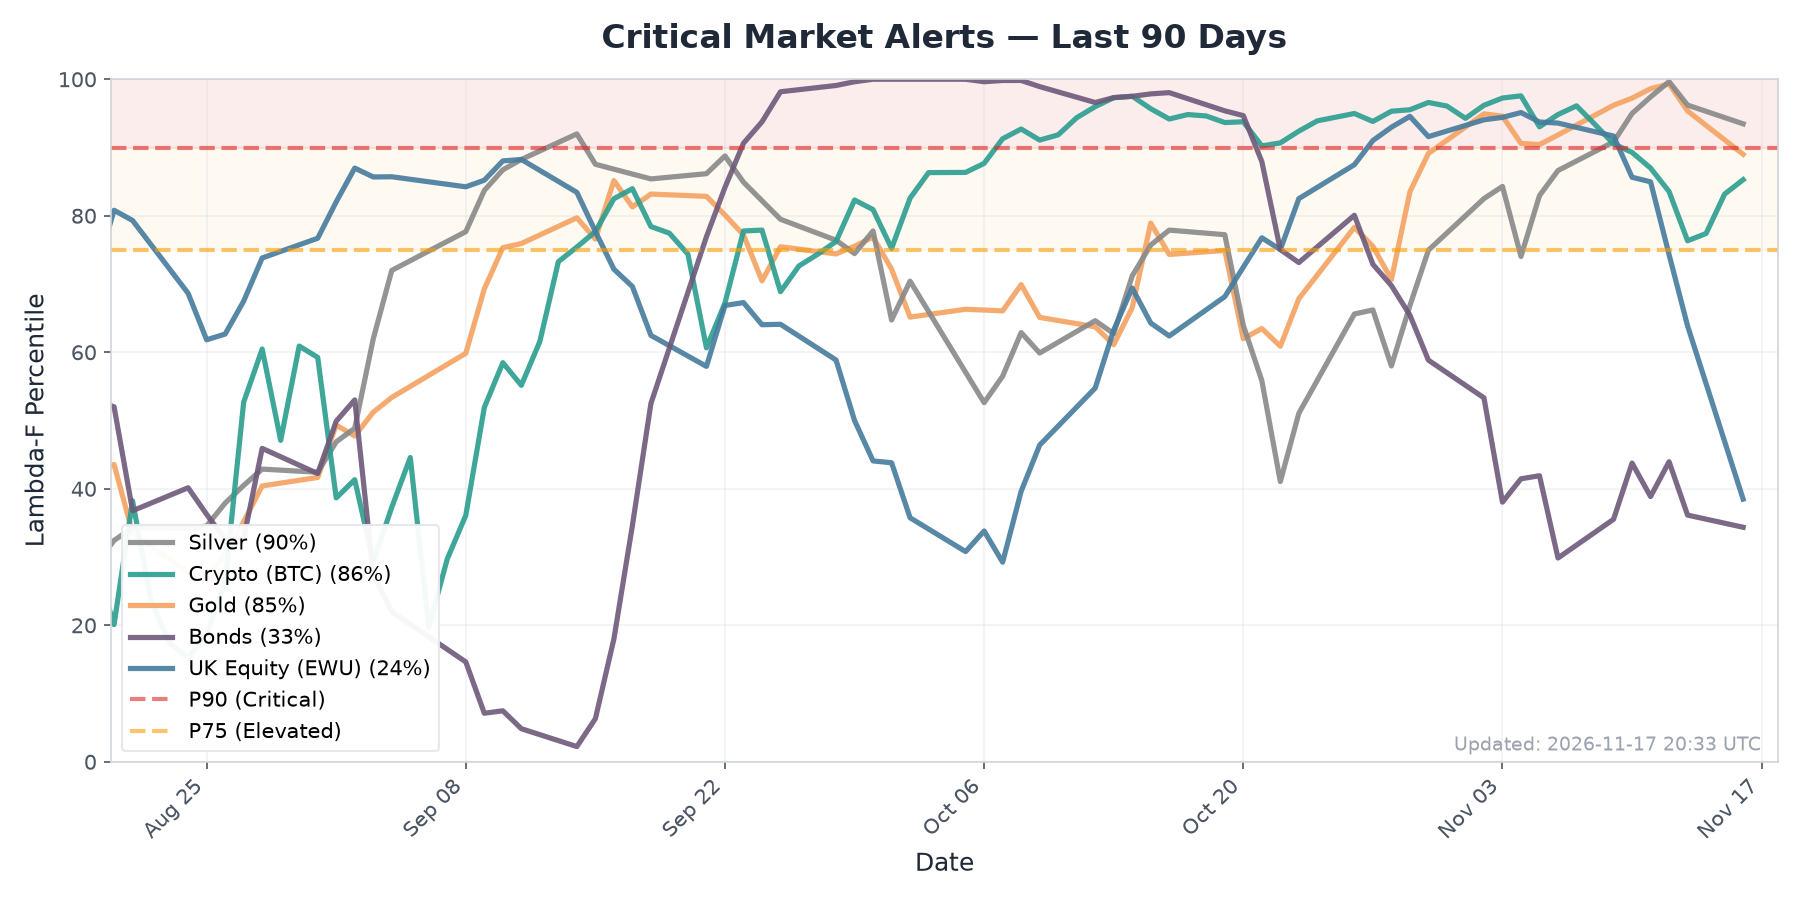 Critical Market Alerts — Last 90 Days
Lambda-F Percentile
100
80
60
40
20
0
Silver (90%)
Crypto (BTC) (86%)
Gold (85%)
Bonds (33%)
UK Equity (EWU) (24%)
P90 (Critical)
P75 (Elevated)
Updated: 2026-11-17 20:33 UTC
Aug 25
Sep 08
Sep 22
Oct 06
Oct 20
Nov 03
Nov 17
Date